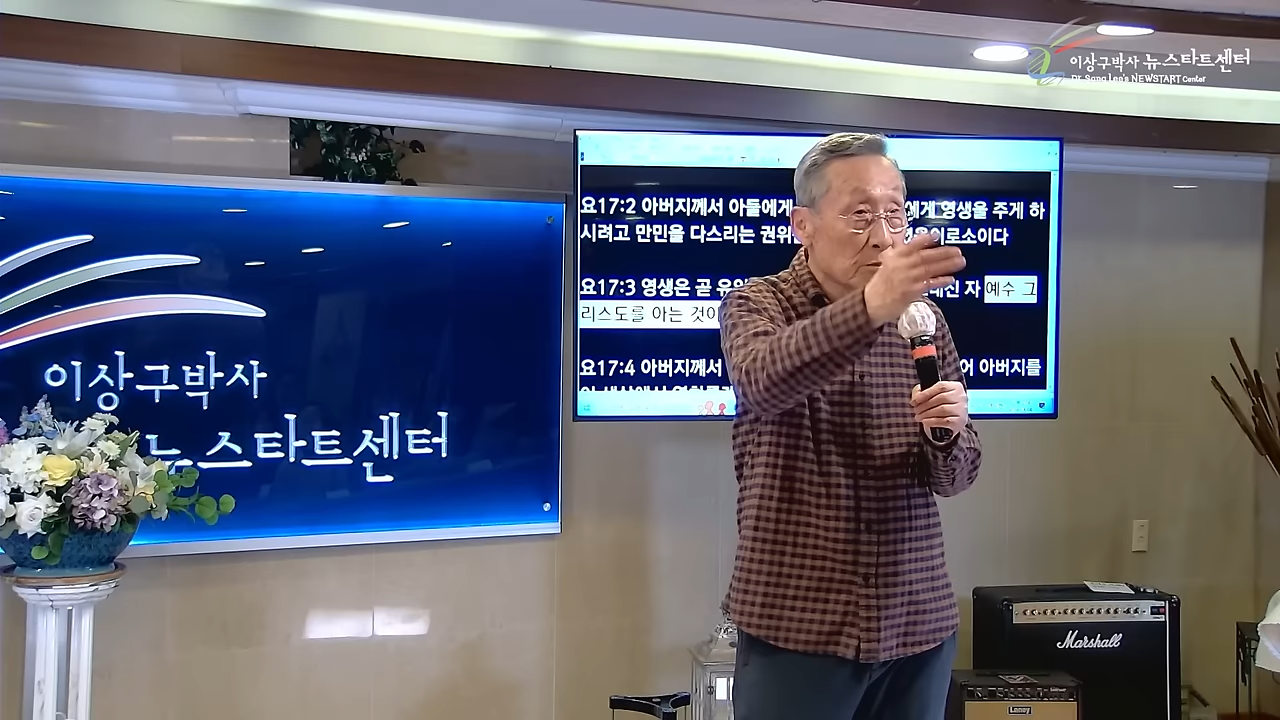 이상구박사 뉴스타트센터
Dr. Sang Lee's NEWSTART Center
요17:2 아버지께서 아들에게 에게 영생을 주게 하
시려고 만민을 다스리는 권위
요17:3 영생은 곧 자 예수 그
리스도를 아는 것이
요17:4 아버지께서 어 아버지를
이상구박사
뉴스타트센터
Marshall
Laney